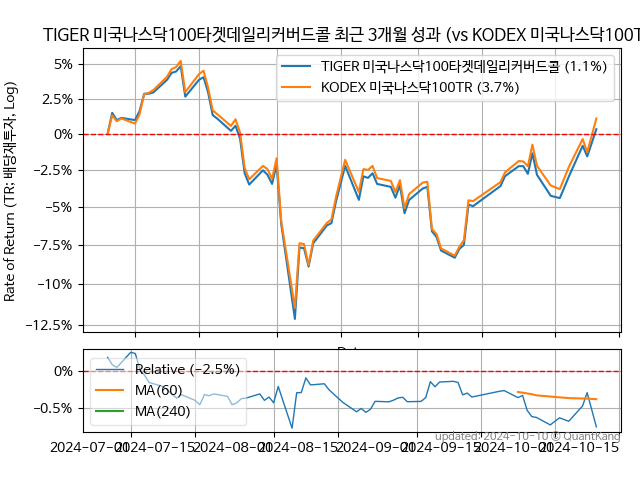 TIGER 미국나스닥100타겟데일리커버드콜 최근 3개월 성과 (vs KODEX 미국나스닥100T
Rate of Return (TR: 배당재투자, Log)
5%
2.5%
0%
−2.5%
−5%
−7.5%
−10%
−12.5%
TIGER 미국나스닥100타겟데일리커버드콜 (1.1%)
KODEX 미국나스닥100TR (3.7%)
0%
−0.5%
Relative (−2.5%)
MA(60)
MA(240)
updated: 2024-10-10 © QuantKang
2024-07-01
2024-07-15
2024-08-01
2024-08-15
2024-09-01
2024-09-15
2024-10-01
2024-10-15